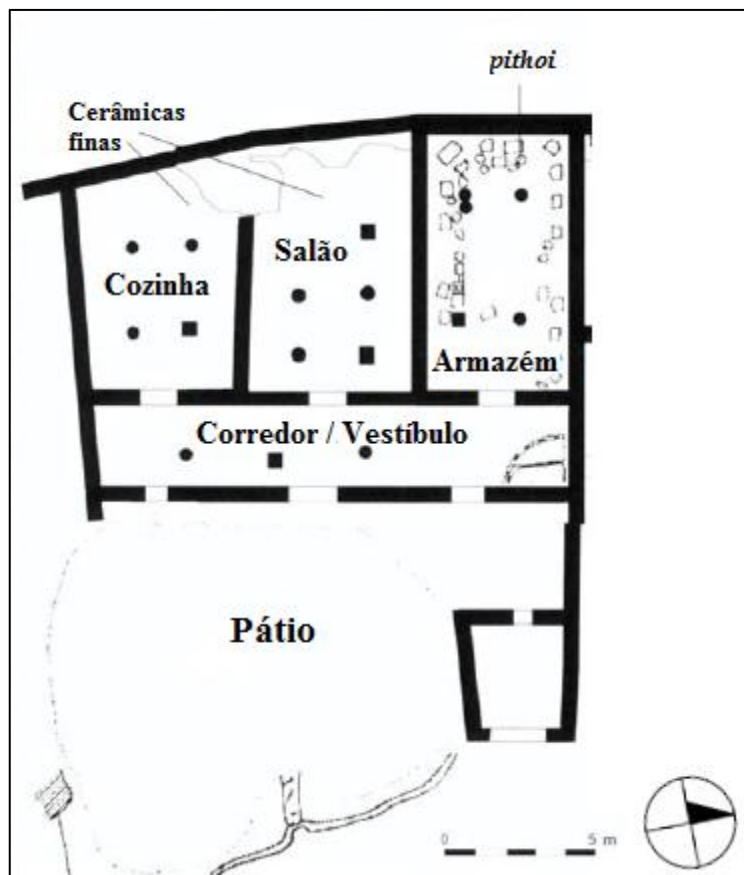 pithoi
Cerâmicas
finas
Salão
Cozinha
Armazém
Corredor / Vestíbulo
Pátio
0 5 m